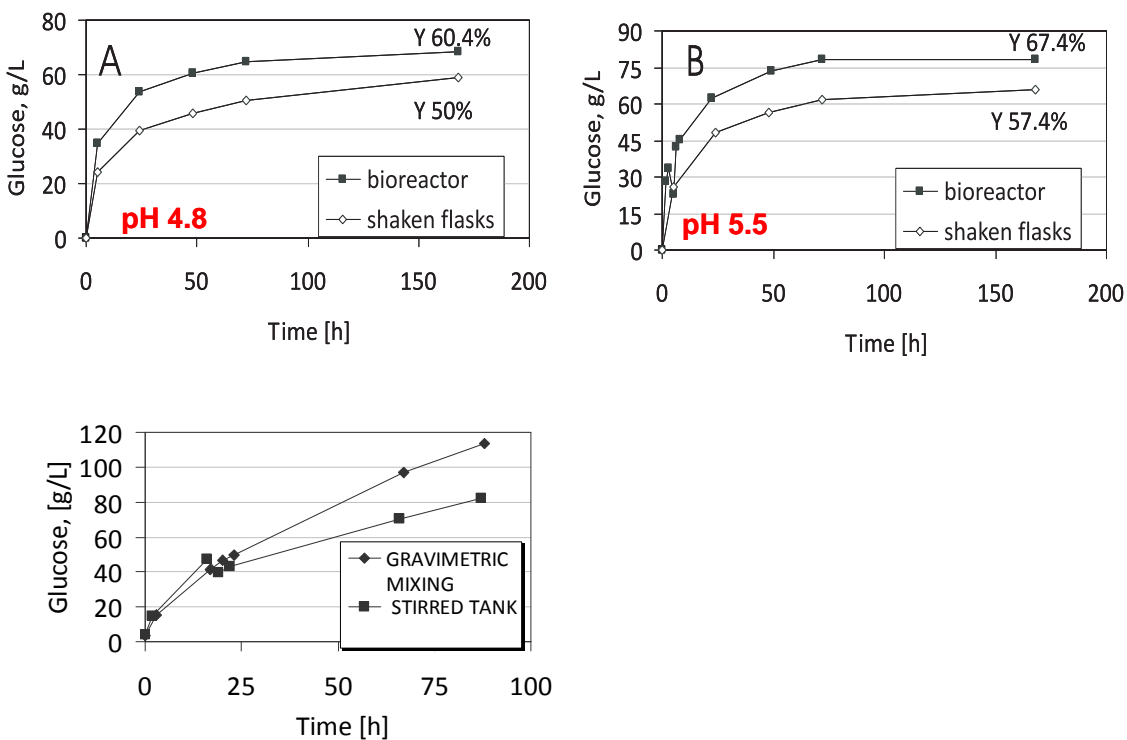 A
Glucose, g/L
80
60
40
20
0
Y 60.4%
Y 50%
bioreactor
shaken flasks
pH 4.8
0 50 100 150 200
Time [h]
B
Glucose, g/L
90
75
60
45
30
15
0
Y 67.4%
Y 57.4%
bioreactor
shaken flasks
pH 5.5
0 50 100 150 200
Time [h]
Glucose, [g/L]
120
100
80
60
40
20
0
GRAVIMETRIC
MIXING
STIRRED TANK
0 25 50 75 100
Time [h]